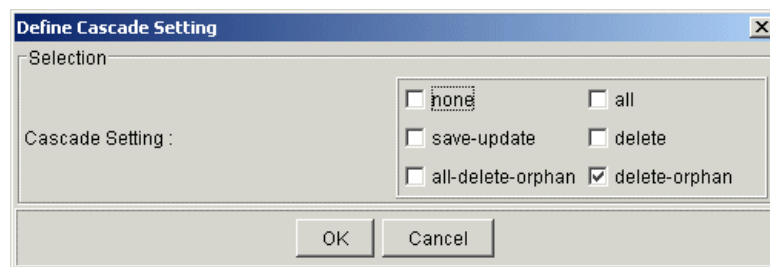 Define Cascade Setting
Selection
none all
Cascade Setting :
save-update delete
all-delete-orphan delete-orphan
OK Cancel